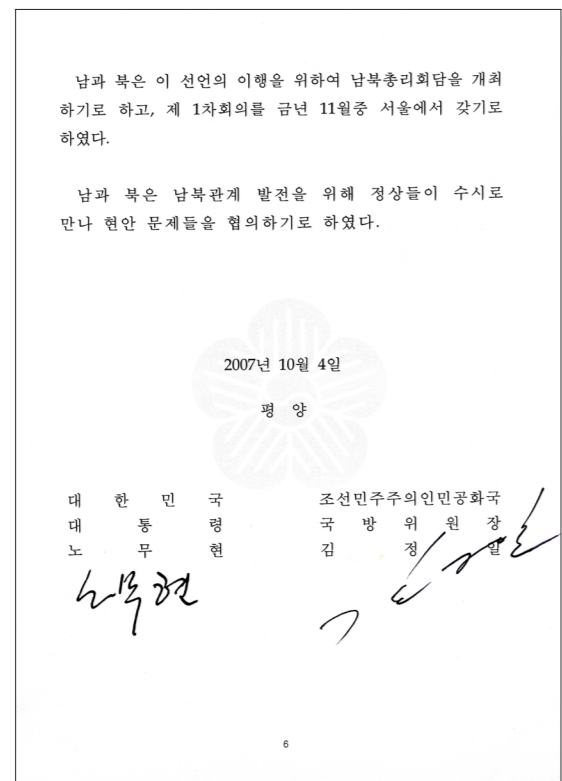 남과 북은 이 선언의 이행을 위하여 남북총리회담을 개최
하기로 하고, 제 1차회의를 금년 11월중 서울에서 갖기로
하였다.
남과 북은 남북관계 발전을 위해 정상들이 수시로
만나 현안 문제들을 협의하기로 하였다.
2007년 10월 4일
평 양
대 한 민 국
대 통 령
노 무 현
노무현
조선민주주의인민공화국
국 방 위 원 장
김 정 일
김정일
6